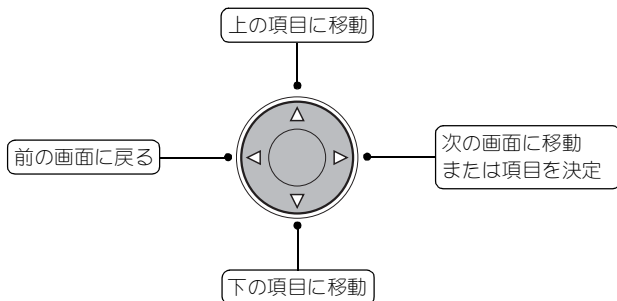 上の項目に移動
前の画面に戻る
次の画面に移動
または項目を決定
下の項目に移動